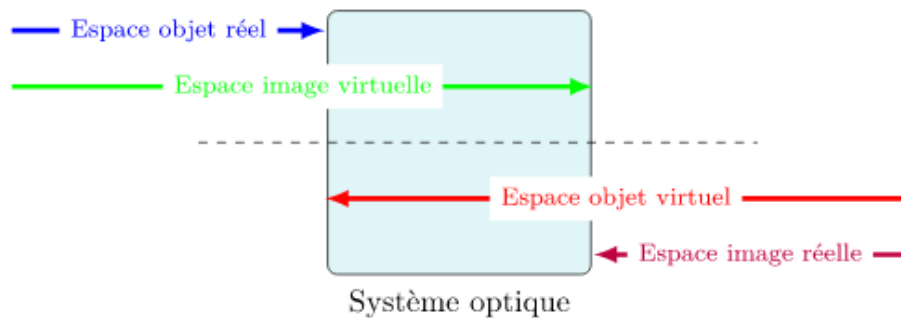 Espace objet réel
Espace image virtuelle
Espace objet virtuel
Espace image réelle
Système optique